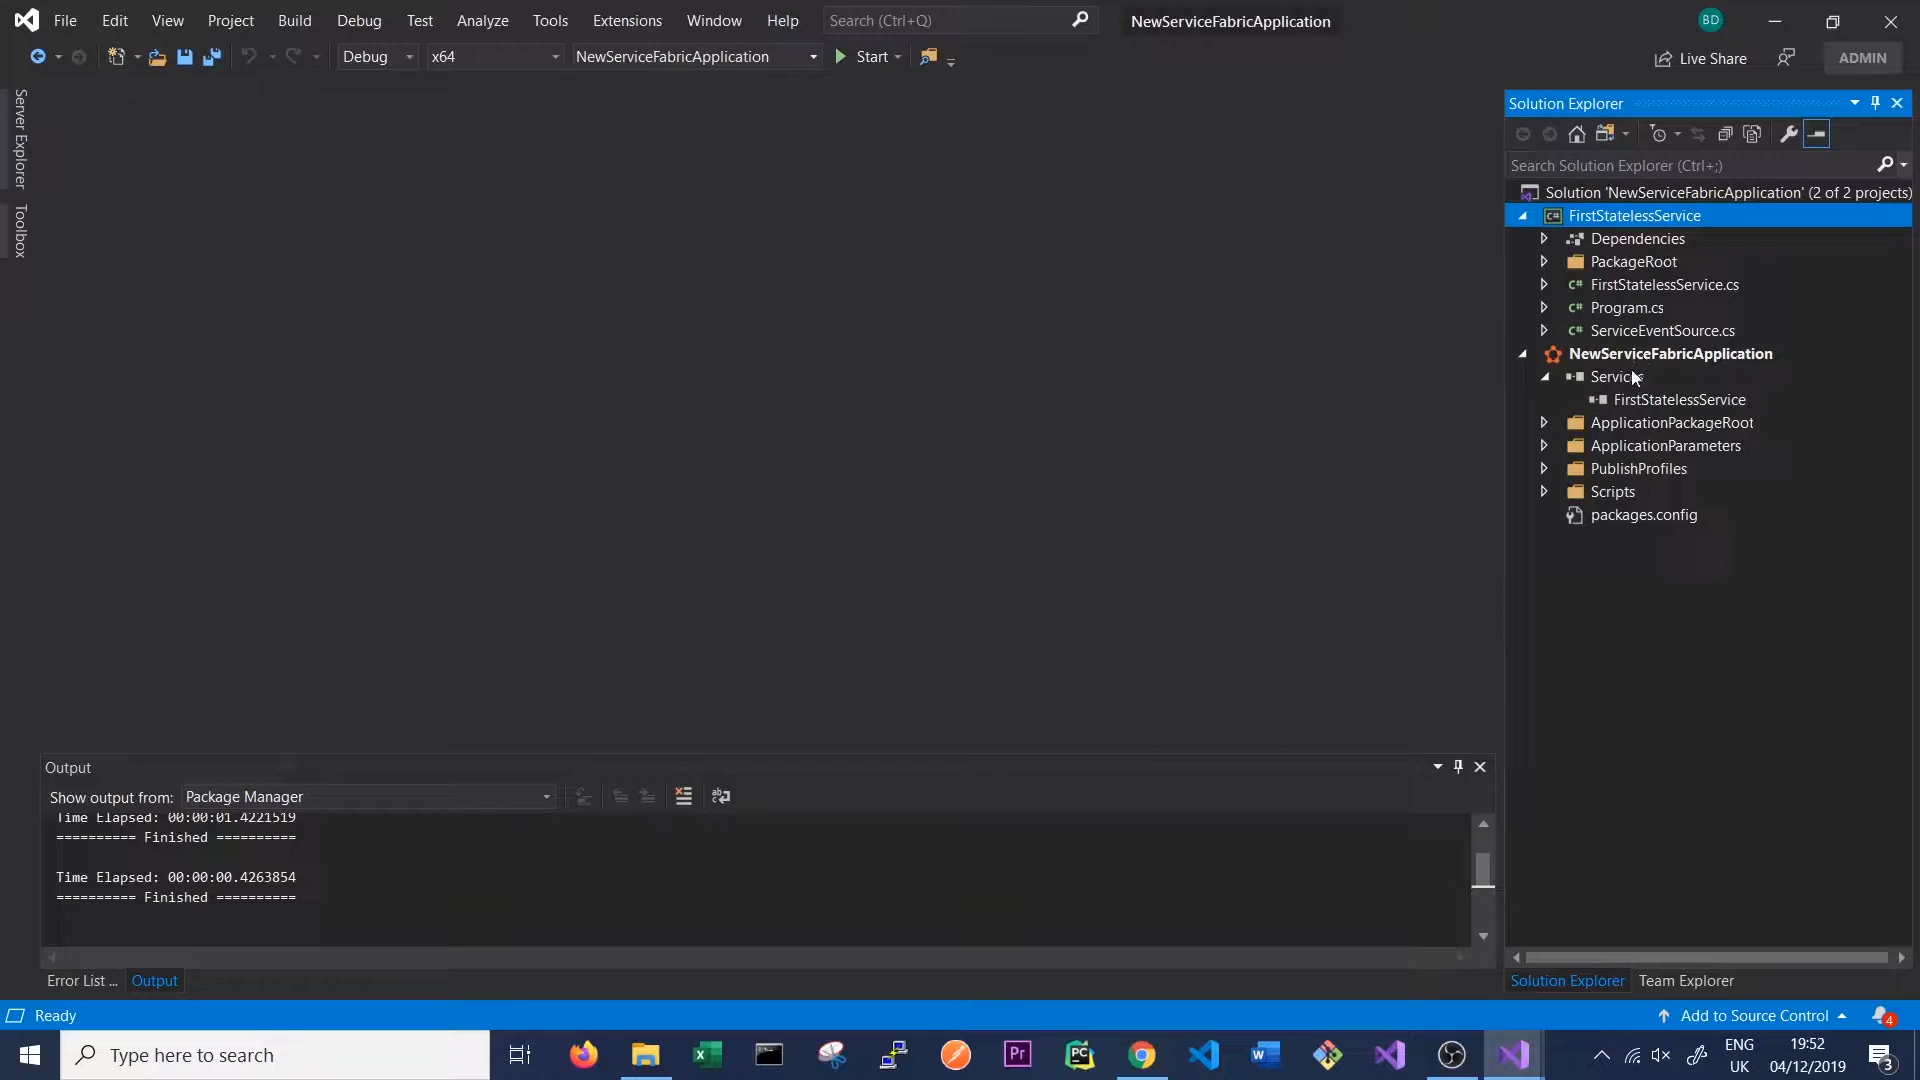 File Edit View Project Build Debug Test Analyze Tools Extensions Window Help Search (Ctrl+Q) NewServiceFabricApplication BD
Debug x64 NewServiceFabricApplication Start Live Share ADMIN
Server Explorer
Toolbox
Solution Explorer
Search Solution Explorer (Ctrl+;)
Solution 'NewServiceFabricApplication' (2 of 2 projects)
C# FirstStatelessService
Dependencies
PackageRoot
C# FirstStatelessService.cs
C# Program.cs
C# ServiceEventSource.cs
NewServiceFabricApplication
Services
FirstStatelessService
ApplicationPackageRoot
ApplicationParameters
PublishProfiles
Scripts
packages.config
Output
Show output from: Package Manager
Time Elapsed: 00:00:01.4221519
========== Finished ==========
Time Elapsed: 00:00:00.4263854
========== Finished ==========
Error List ... Output
Solution Explorer Team Explorer
Ready
Add to Source Control 4
Type here to search
ENG
UK
19:52
04/12/2019
3